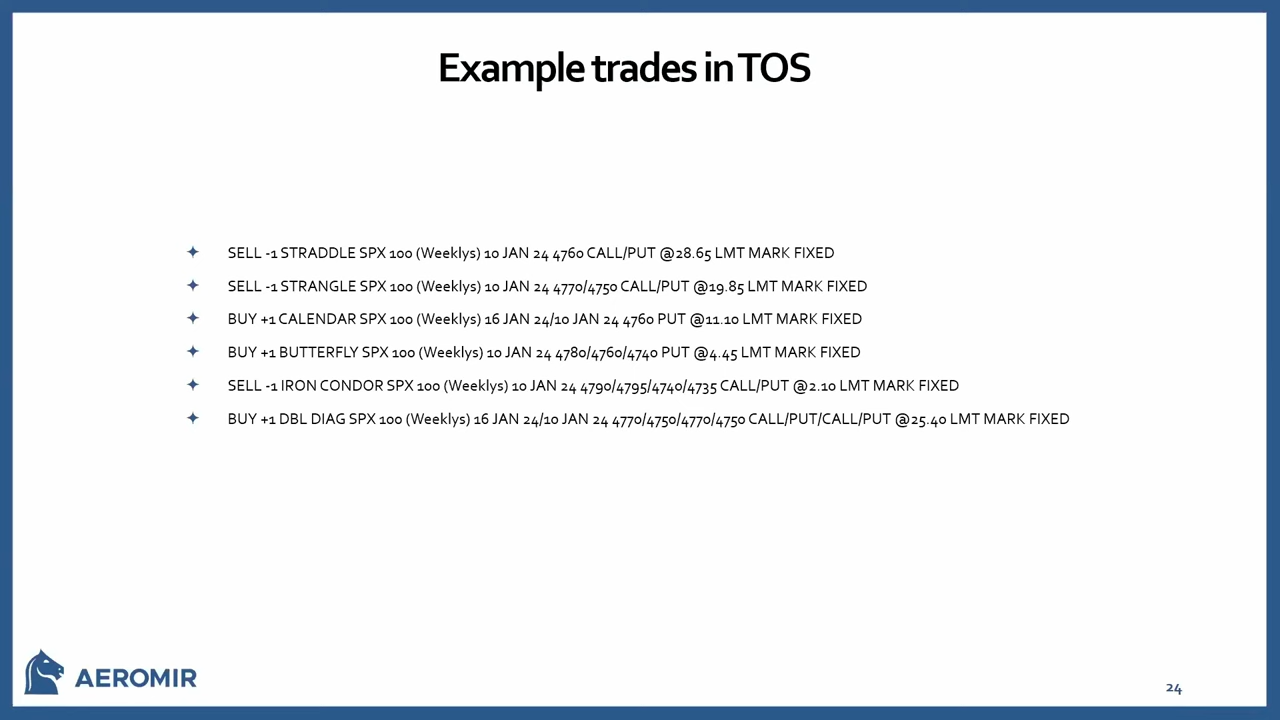 Example trades in TOS
SELL -1 STRADDLE SPX 100 (Weeklys) 10 JAN 24 4760 CALL/PUT @28.65 LMT MARK FIXED
SELL -1 STRANGLE SPX 100 (Weeklys) 10 JAN 24 4770/4750 CALL/PUT @19.85 LMT MARK FIXED
BUY +1 CALENDAR SPX 100 (Weeklys) 16 JAN 24/10 JAN 24 4760 PUT @11.10 LMT MARK FIXED
BUY +1 BUTTERFLY SPX 100 (Weeklys) 10 JAN 24 4780/4760/4740 PUT @4.45 LMT MARK FIXED
SELL -1 IRON CONDOR SPX 100 (Weeklys) 10 JAN 24 4790/4795/4740/4735 CALL/PUT @2.10 LMT MARK FIXED
BUY +1 DBL DIAG SPX 100 (Weeklys) 16 JAN 24/10 JAN 24 4770/4750/4770/4750 CALL/PUT/CALL/PUT @25.40 LMT MARK FIXED
AEROMIR
24